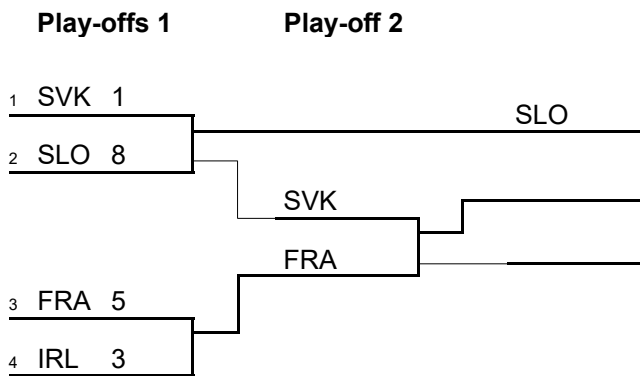 Play-offs 1 Play-off 2
1 SVK 1
SLO
2 SLO 8
SVK
FRA
3 FRA 5
4 IRL 3